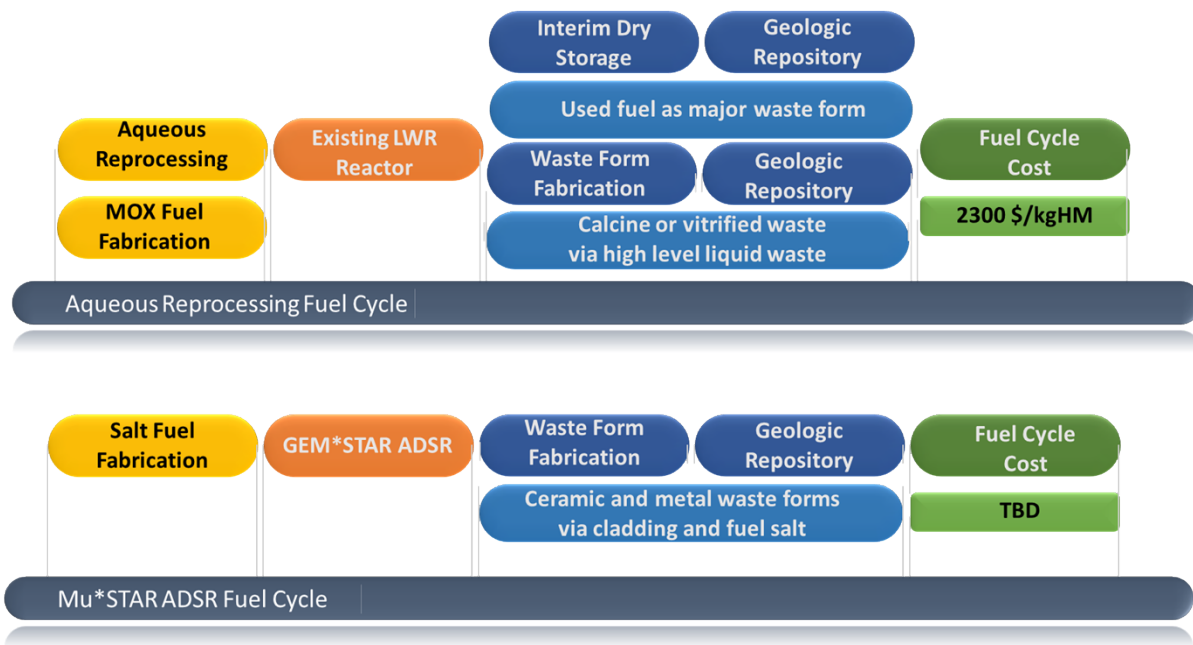 Interim Dry
Storage
Geologic
Repository
Used fuel as major waste form
Aqueous
Reprocessing
Existing LWR
Reactor
Waste Form
Fabrication
Geologic
Repository
Fuel Cycle
Cost
MOX Fuel
Fabrication
Calcine or vitrified waste
via high level liquid waste
2300 $/kgHM
Aqueous Reprocessing Fuel Cycle
Salt Fuel
Fabrication
GEM*STAR ADSR
Waste Form
Fabrication
Geologic
Repository
Fuel Cycle
Cost
Ceramic and metal waste forms
via cladding and fuel salt
TBD
Mu*STAR ADSR Fuel Cycle